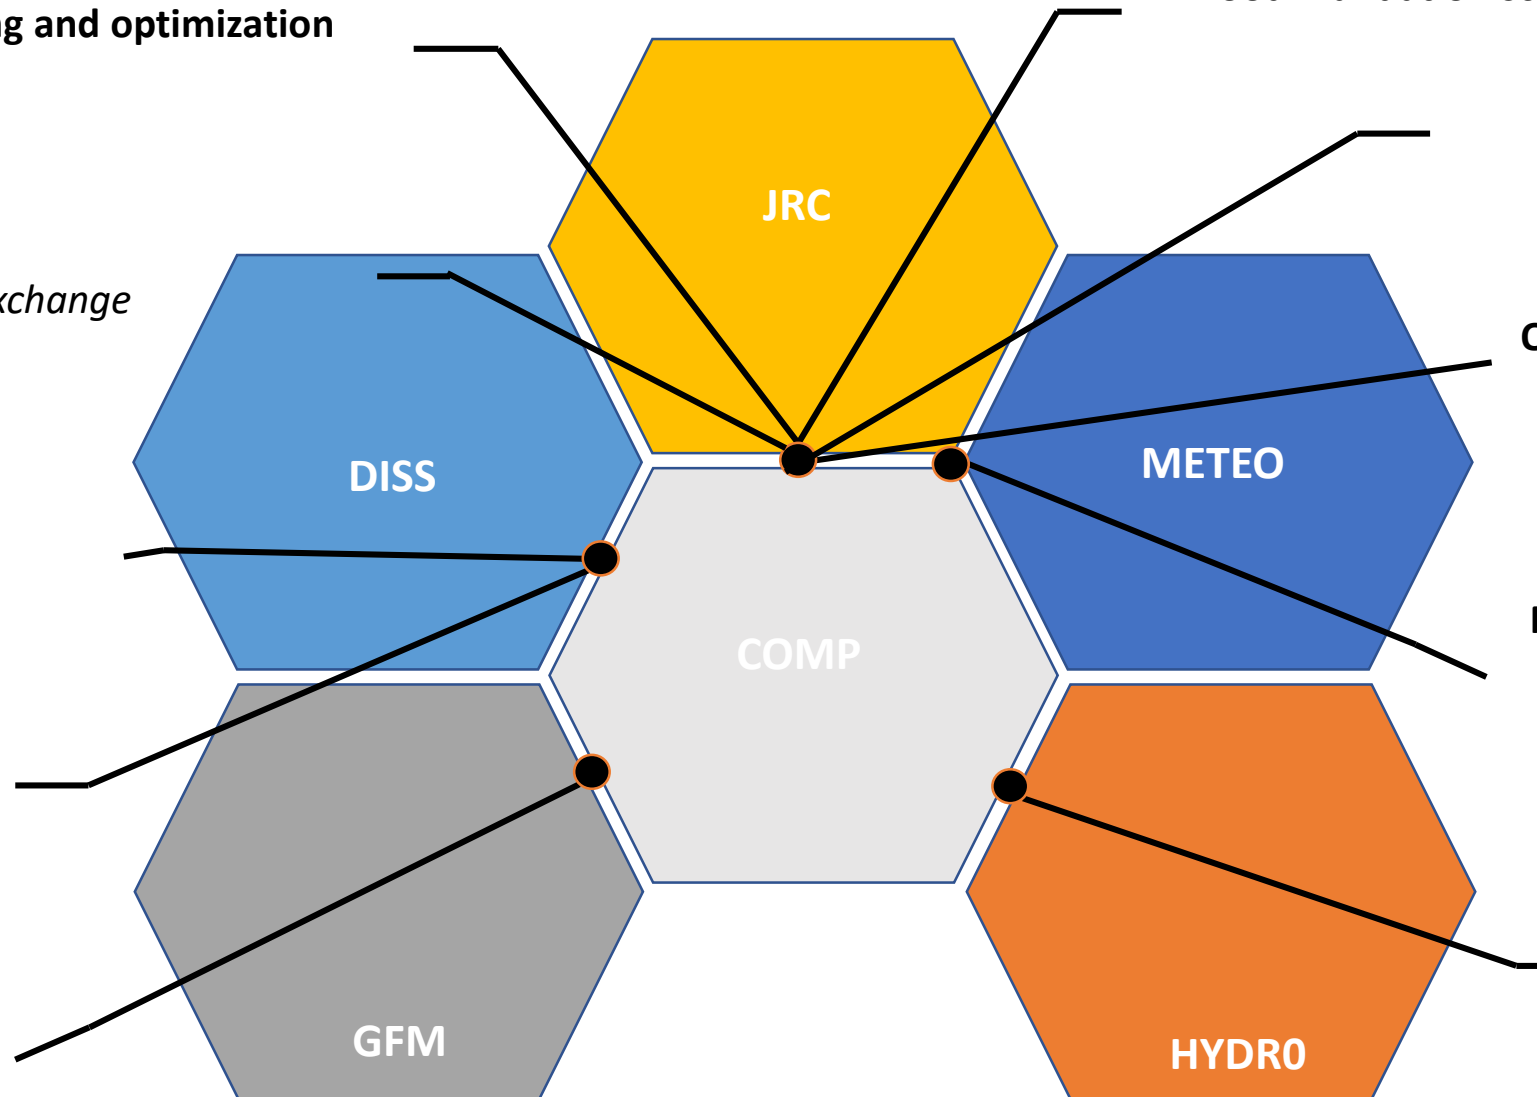 and optimization
JRC
xchange
DISS
METEO
COMP
GFM
HYDR0